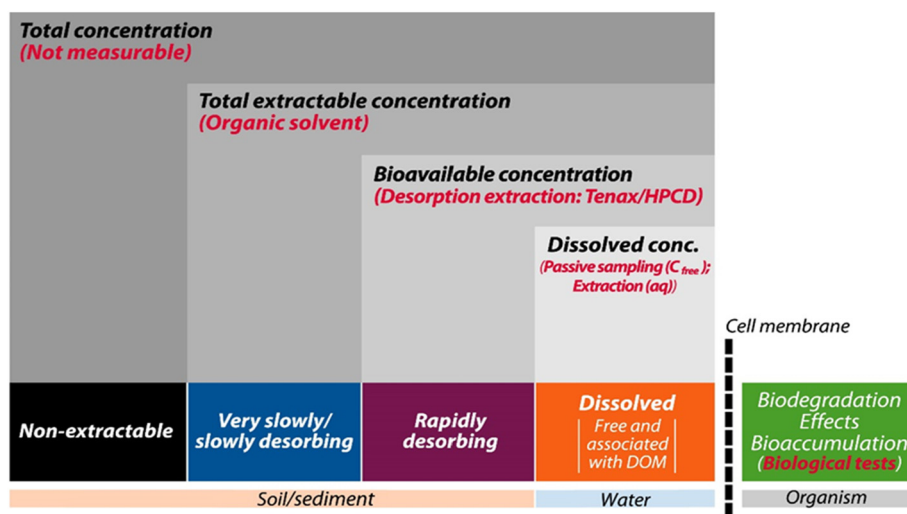 Total concentration
(Not measurable)
Total extractable concentration
(Organic solvent)
Bioavailable concentration
(Desorption extraction: Tenax/HPCD)
Dissolved conc.
(Passive sampling (C free );
Extraction (aq))
Cell membrane
Non-extractable
Very slowly/
slowly desorbing
Rapidly
desorbing
Dissolved
Free and
associated
with DOM
Biodegradation
Effects
Bioaccumulation
(Biological tests)
Soil/sediment
Water
Organism